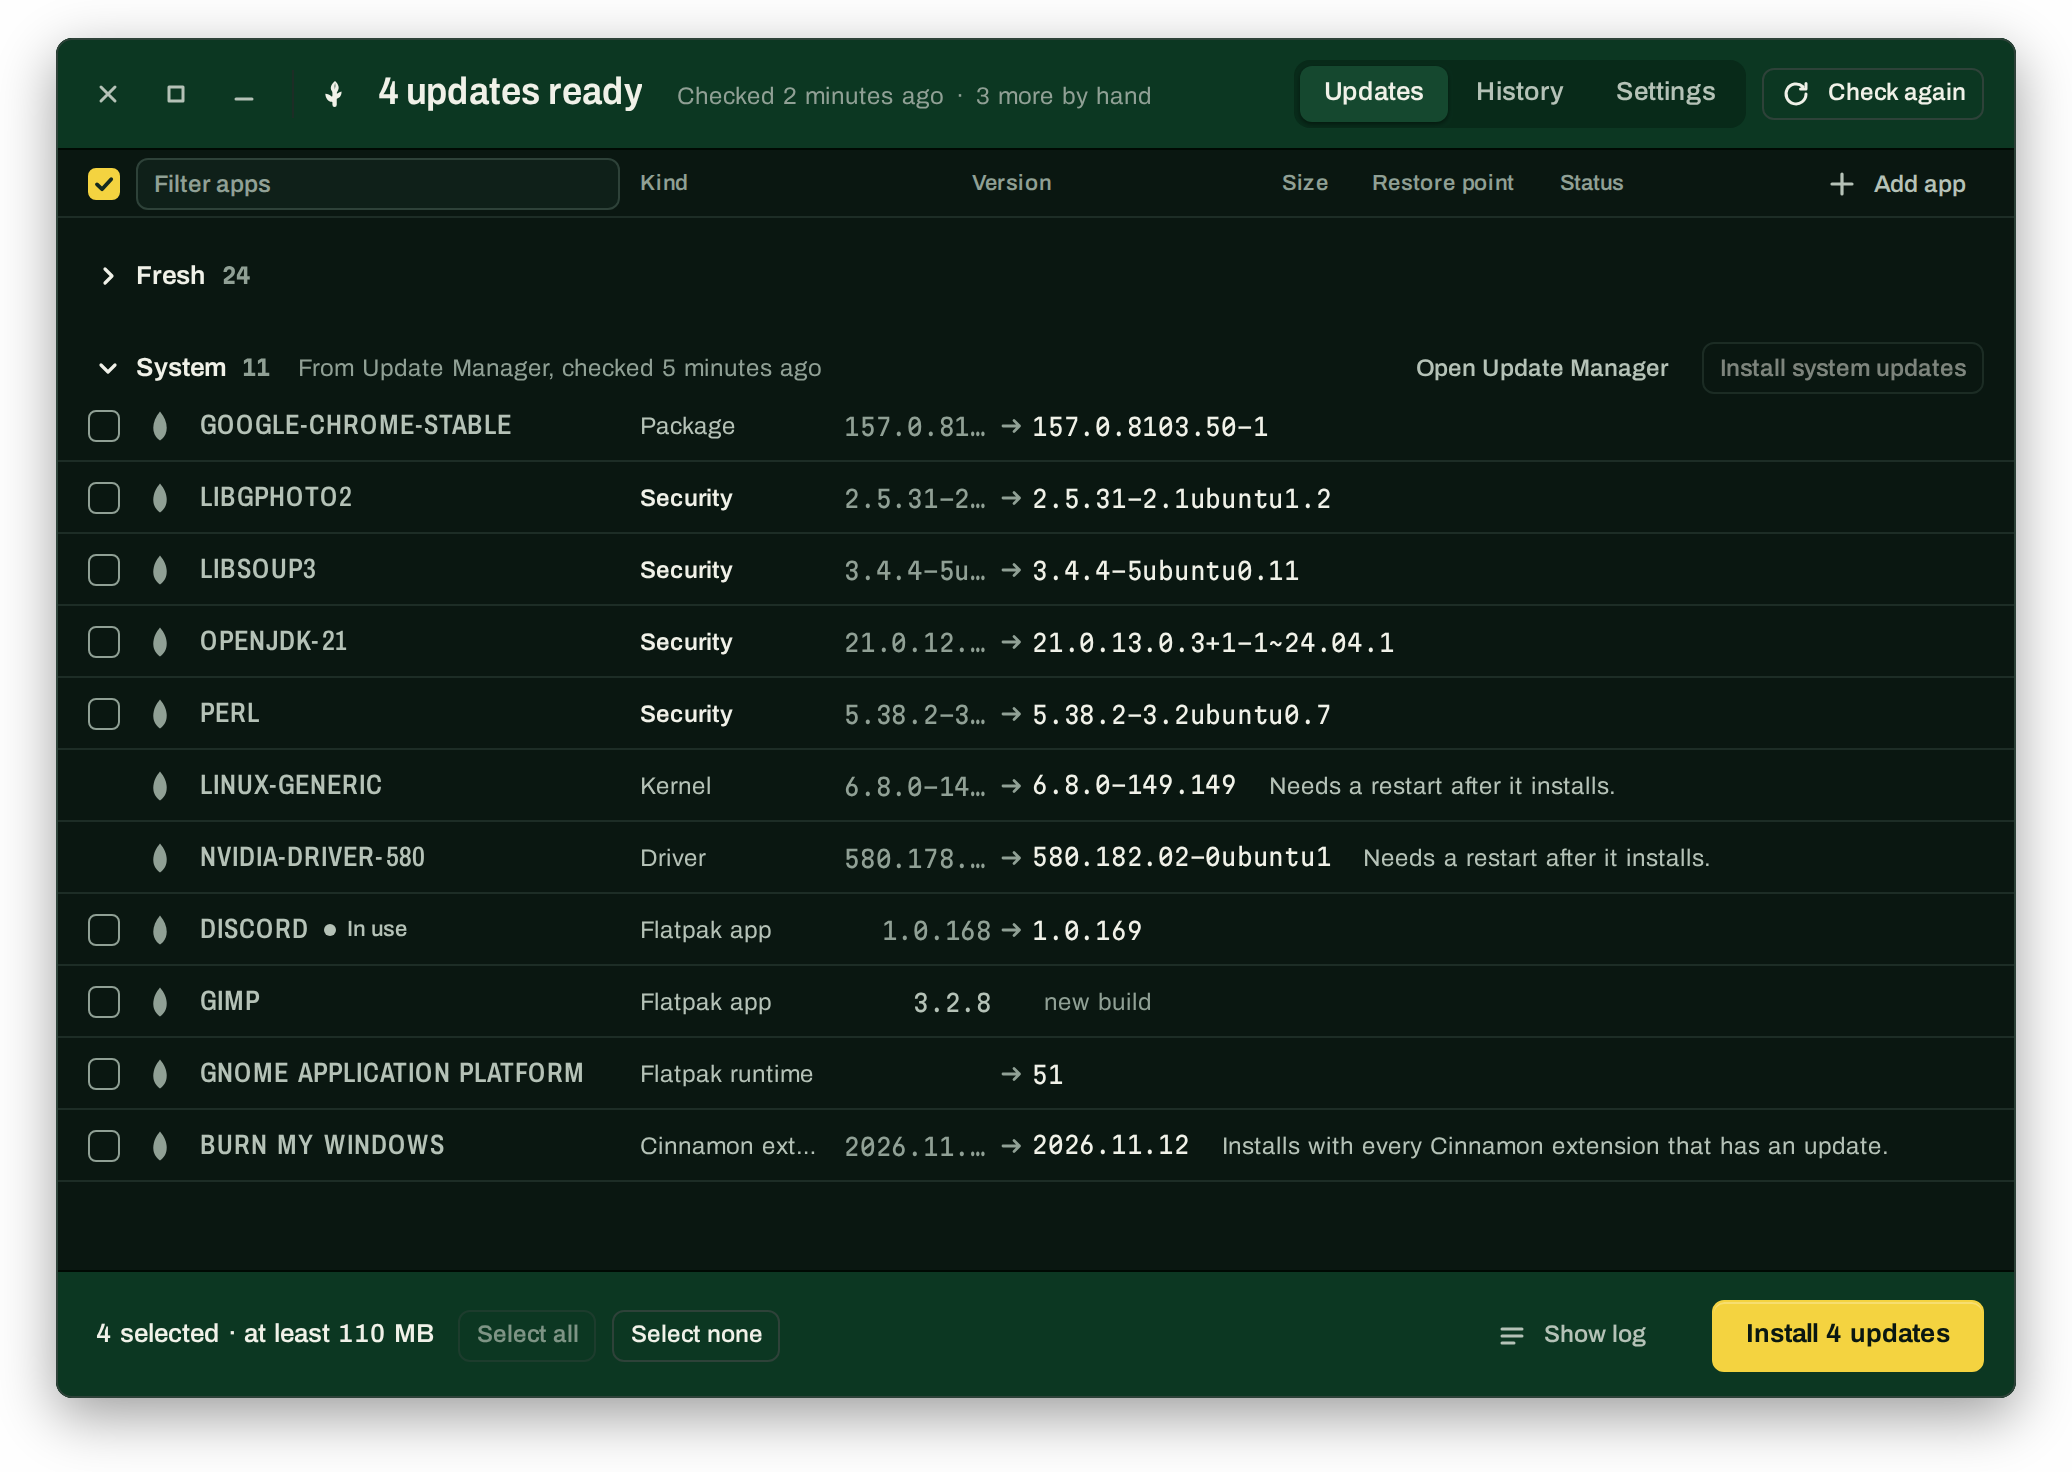 4 updates ready Checked 2 minutes ago · 3 more by hand Updates History Settings Check again
Filter apps Kind Version Size Restore point Status Add app
Fresh 24
System 11 From Update Manager, checked 5 minutes ago Open Update Manager Install system updates
GOOGLE-CHROME-STABLE Package 157.0.81… → 157.0.8103.50-1
LIBGPHOTO2 Security 2.5.31-2… → 2.5.31-2.1ubuntu1.2
LIBSOUP3 Security 3.4.4-5u… → 3.4.4-5ubuntu0.11
OPENJDK-21 Security 21.0.12.… → 21.0.13.0.3+1-1~24.04.1
PERL Security 5.38.2-3… → 5.38.2-3.2ubuntu0.7
LINUX-GENERIC Kernel 6.8.0-14… → 6.8.0-149.149 Needs a restart after it installs.
NVIDIA-DRIVER-580 Driver 580.178.… → 580.182.02-0ubuntu1 Needs a restart after it installs.
DISCORD • In use Flatpak app 1.0.168 → 1.0.169
GIMP Flatpak app 3.2.8 new build
GNOME APPLICATION PLATFORM Flatpak runtime → 51
BURN MY WINDOWS Cinnamon ext… 2026.11.… → 2026.11.12 Installs with every Cinnamon extension that has an update.
4 selected · at least 110 MB Select all Select none Show log Install 4 updates